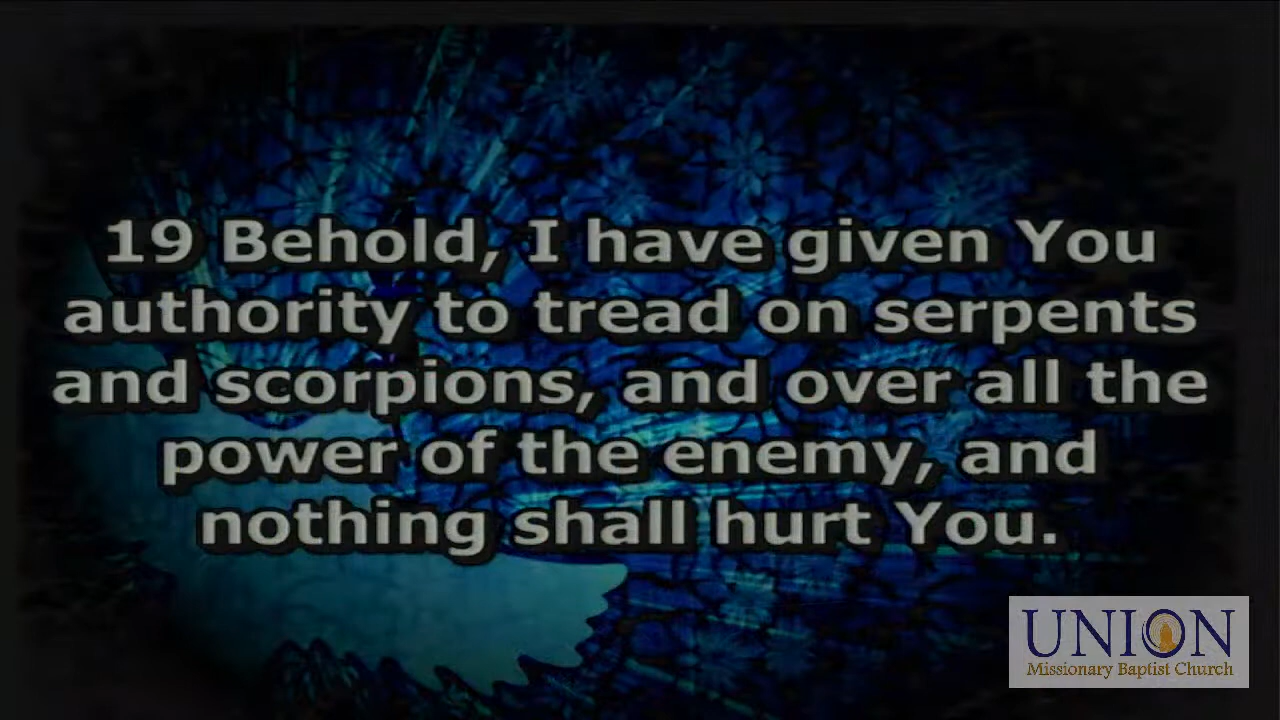 19 Behold, I have given You
authority to tread on serpents
and scorpions, and over all the
power of the enemy, and
nothing shall hurt You.
UNION
Missionary Baptist Church